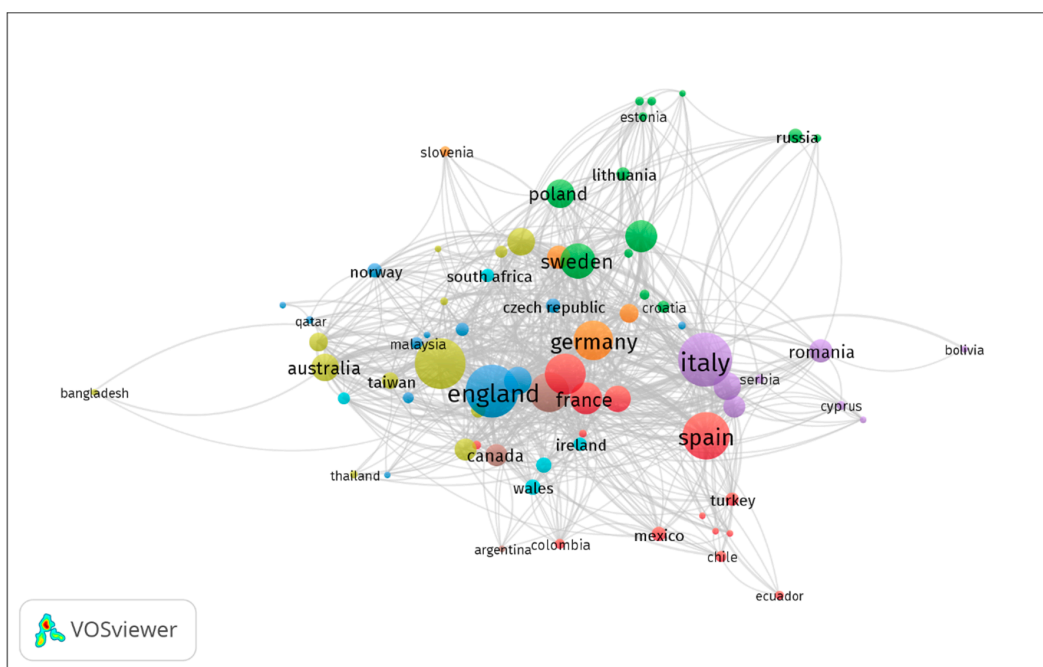 estonia
russia
slovenia
lithuania
poland
sweden
norway
south africa
czech republic
croatia
qatar
malaysia
germany
italy
romania
bolivia
australia
taiwan
serbia
bangladesh
england
france
cyprus
spain
ireland
canada
thailand
wales
turkey
mexico
argentina
colombia
chile
ecuador
VOSviewer